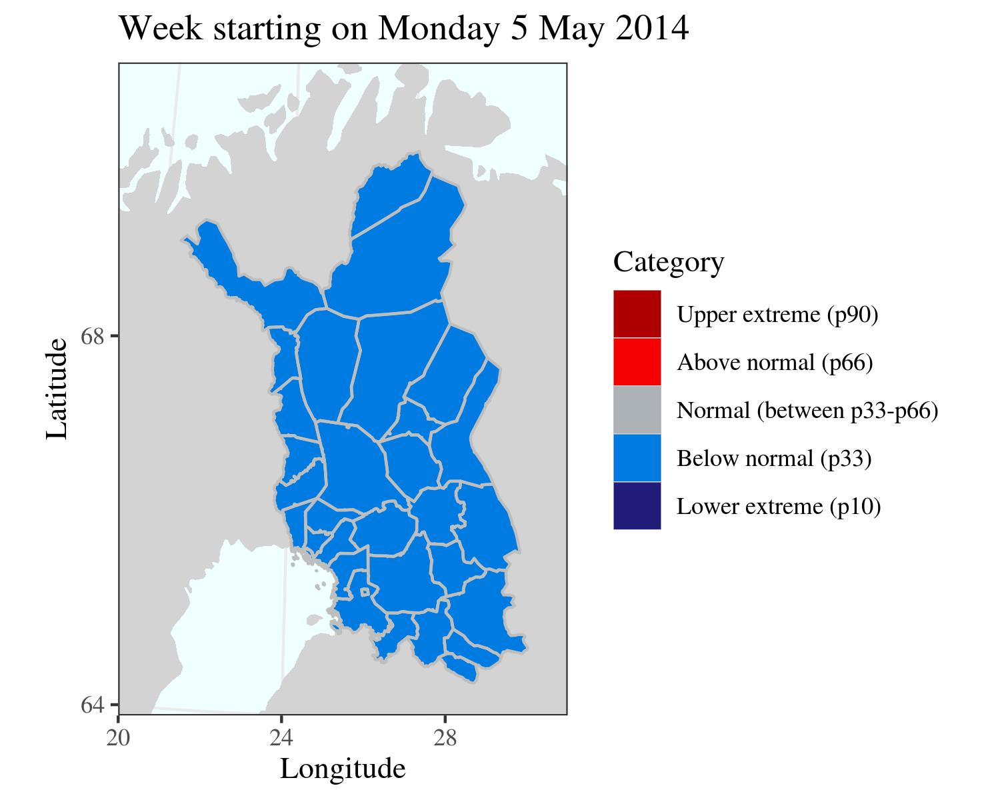 Week starting on Monday 5 May 2014
Category
Upper extreme (p90)
Above normal (p66)
Normal (between p33-p66)
Below normal (p33)
Lower extreme (p10)
Latitude
68
64
20 24 28
Longitude